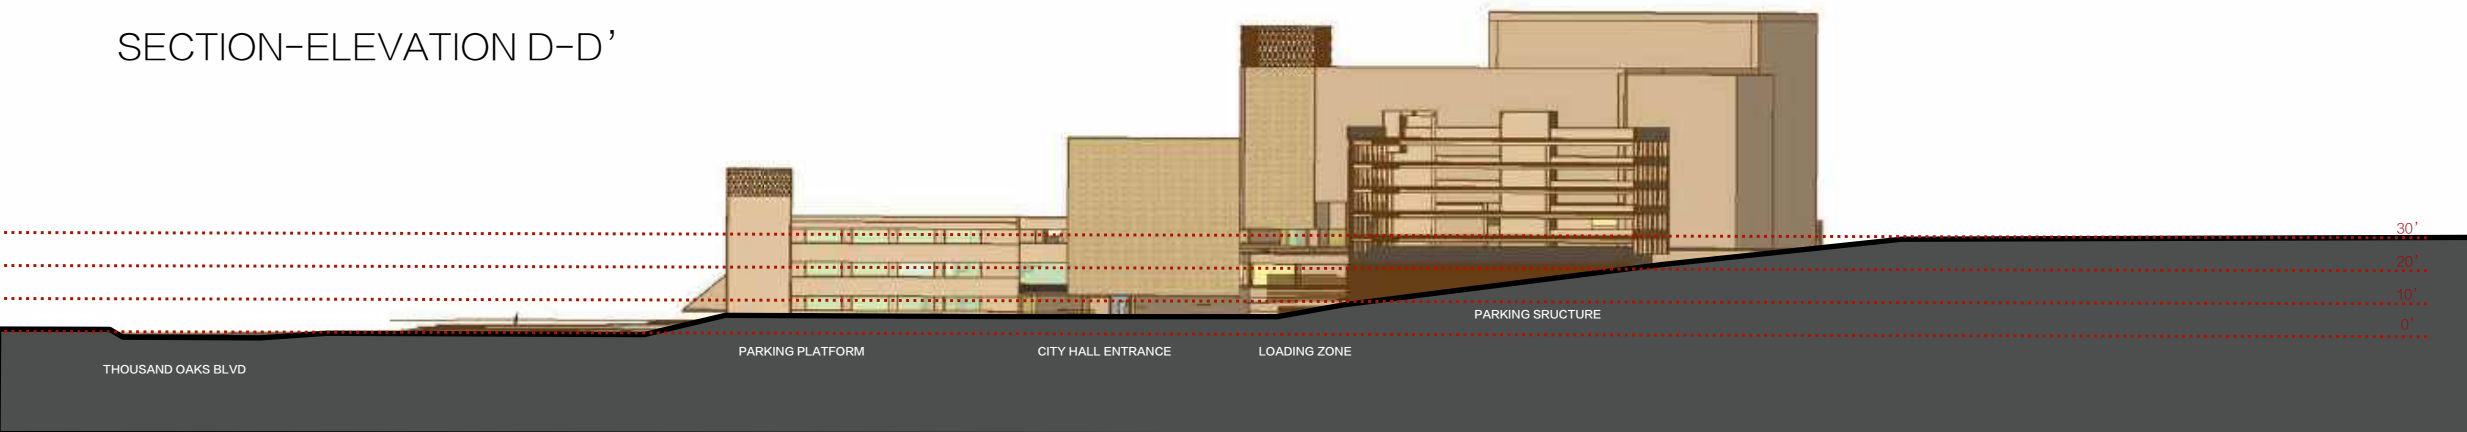 SECTION-ELEVATION D-D'
30'
20'
10'
0'
PARKING SRUCTURE
PARKING PLATFORM
CITY HALL ENTRANCE
LOADING ZONE
THOUSAND OAKS BLVD